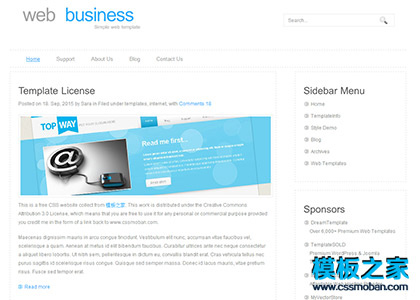 web business
Simple web template
Search...
Home Support About Us Blog Contact Us
Template License
Posted on 18. Sep, 2015 by Sara in Filed under templates, internet, with Comments 18
TOP WAY
Read me first...
This is a free CSS website collect from 模板之家. This work is distributed under the Creative Commons
Attribution 3.0 License, which means that you are free to use it for any personal or commercial purpose provided
you credit me in the form of a link back to www.cssmoban.com.
Maecenas dignissim mauris in arcu congue tincidunt. Vestibulum elit nunc, accumsan vitae faucibus vel,
scelerisque a quam. Aenean at metus id elit bibendum faucibus. Curabitur ultrices ante nec neque consectetur
a aliquet libero lobortis. Ut nibh sem, pellentesque in dictum eu, convallis blandit erat. Cras vehicula tellus nec
purus sagittis id scelerisque risus congue. Quisque sed semper massa. Donec id lacus massa, vitae pretium
massa. Fusce sed tempor erat.
Read more
Sidebar Menu
Home
TemplateInfo
Style Demo
Blog
Archives
Web Templates
Sponsors
DreamTemplate
Over 6,000+ Premium Web Templates
TemplateSOLD
Premium WordPress & Joomla
模板之家
www.cssmoban.com
MyVectorStore